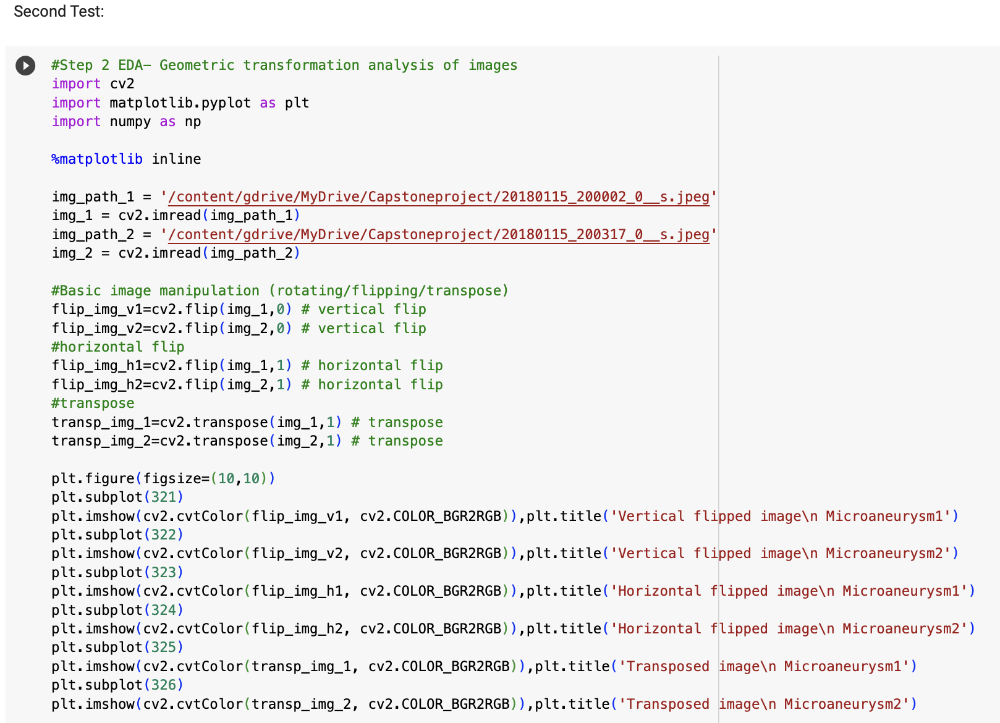 Second Test:
#Step 2 EDA- Geometric transformation analysis of images
import cv2
import matplotlib.pyplot as plt
import numpy as np
%matplotlib inline
img_path_1 = '/content/gdrive/MyDrive/Capstoneproject/20180115_200002_0__s.jpeg'
img_1 = cv2.imread(img_path_1)
img_path_2 = '/content/gdrive/MyDrive/Capstoneproject/20180115_200317_0__s.jpeg'
img_2 = cv2.imread(img_path_2)
#Basic image manipulation (rotating/flipping/transpose)
flip_img_v1=cv2.flip(img_1,0) # vertical flip
flip_img_v2=cv2.flip(img_2,0) # vertical flip
#horizontal flip
flip_img_h1=cv2.flip(img_1,1) # horizontal flip
flip_img_h2=cv2.flip(img_2,1) # horizontal flip
#transpose
transp_img_1=cv2.transpose(img_1,1) # transpose
transp_img_2=cv2.transpose(img_2,1) # transpose
plt.figure(figsize=(10,10))
plt.subplot(321)
plt.imshow(cv2.cvtColor(flip_img_v1, cv2.COLOR_BGR2RGB)),plt.title('Vertical flipped image\n Microaneurysm1')
plt.subplot(322)
plt.imshow(cv2.cvtColor(flip_img_v2, cv2.COLOR_BGR2RGB)),plt.title('Vertical flipped image\n Microaneurysm2')
plt.subplot(323)
plt.imshow(cv2.cvtColor(flip_img_h1, cv2.COLOR_BGR2RGB)),plt.title('Horizontal flipped image\n Microaneurysm1')
plt.subplot(324)
plt.imshow(cv2.cvtColor(flip_img_h2, cv2.COLOR_BGR2RGB)),plt.title('Horizontal flipped image\n Microaneurysm2')
plt.subplot(325)
plt.imshow(cv2.cvtColor(transp_img_1, cv2.COLOR_BGR2RGB)),plt.title('Transposed image\n Microaneurysm1')
plt.subplot(326)
plt.imshow(cv2.cvtColor(transp_img_2, cv2.COLOR_BGR2RGB)),plt.title('Transposed image\n Microaneurysm2')